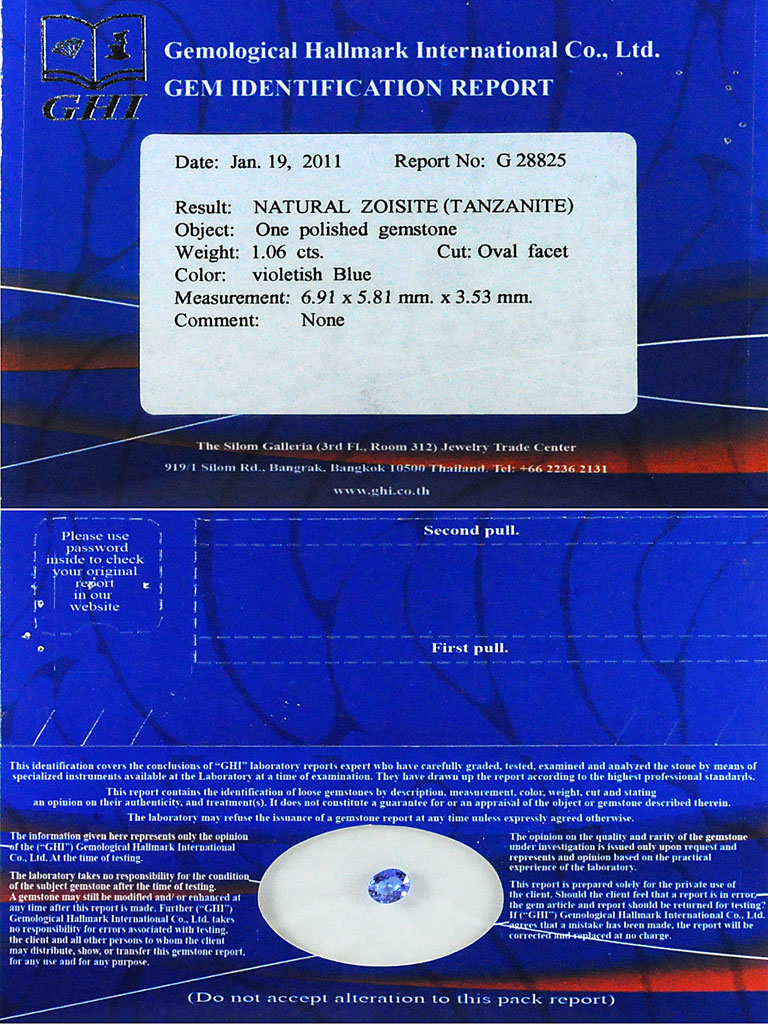 GHI
Gemological Hallmark International Co., Ltd.
GEM IDENTIFICATION REPORT
Date: Jan. 19, 2011 Report No: G 28825
Result: NATURAL ZOISITE (TANZANITE)
Object: One polished gemstone
Weight: 1.06 cts. Cut: Oval facet
Color: violetish Blue
Measurement: 6.91 x 5.81 mm. x 3.53 mm.
Comment: None
The Silom Galleria (3rd Fl., Room 312) Jewelry Trade Center
919/1 Silom Rd., Bangrak, Bangkok 10500 Thailand. Tel: +66 2236 2131
www.ghi.co.th
Please use
password
inside to check
your original
report
in our
website
Second pull.
First pull.
This identification covers the conclusions of “GHI” laboratory reports expert who have carefully graded, tested, examined and analyzed the stone by means of
specialized instruments available at the Laboratory at a time of examination. They have drawn up the report according to the highest professional standards.
This report contains the identification of loose gemstones by description, measurement, color, weight, cut and stating
an opinion on their authenticity, and treatment(s). It does not constitute a guarantee for or an appraisal of the object or gemstone described therein.
The laboratory may refuse the issuance of a gemstone report at any time unless expressly agreed otherwise.
The information given here represents only the opinion
of the (“GHI”) Gemological Hallmark International
Co., Ltd. At the time of testing.
The laboratory takes no responsibility for the condition
of the subject gemstone after the time of testing.
A gemstone may still be modified and/ or enhanced at
any time after this report is made. Further (“GHI”)
Gemological Hallmark International Co., Ltd. takes
no responsibility for errors associated with testing,
the client and all other persons to whom the client
may distribute, show, or transfer this gemstone report,
for any use and for any purpose.
The opinion on the quality and rarity of the gemstone
under investigation is issued only upon request and
represents and opinion based on the practical
experience of the laboratory.
This report is prepared solely for the private use of
the client. Should the client feel that a report is in error,
the gem article and report should be returned for testing?
If (“GHI”) Gemological Hallmark International Co., Ltd.
agrees that a mistake has been made, the report will be
corrected and replaced at no charge.
(Do not accept alteration to this pack report)